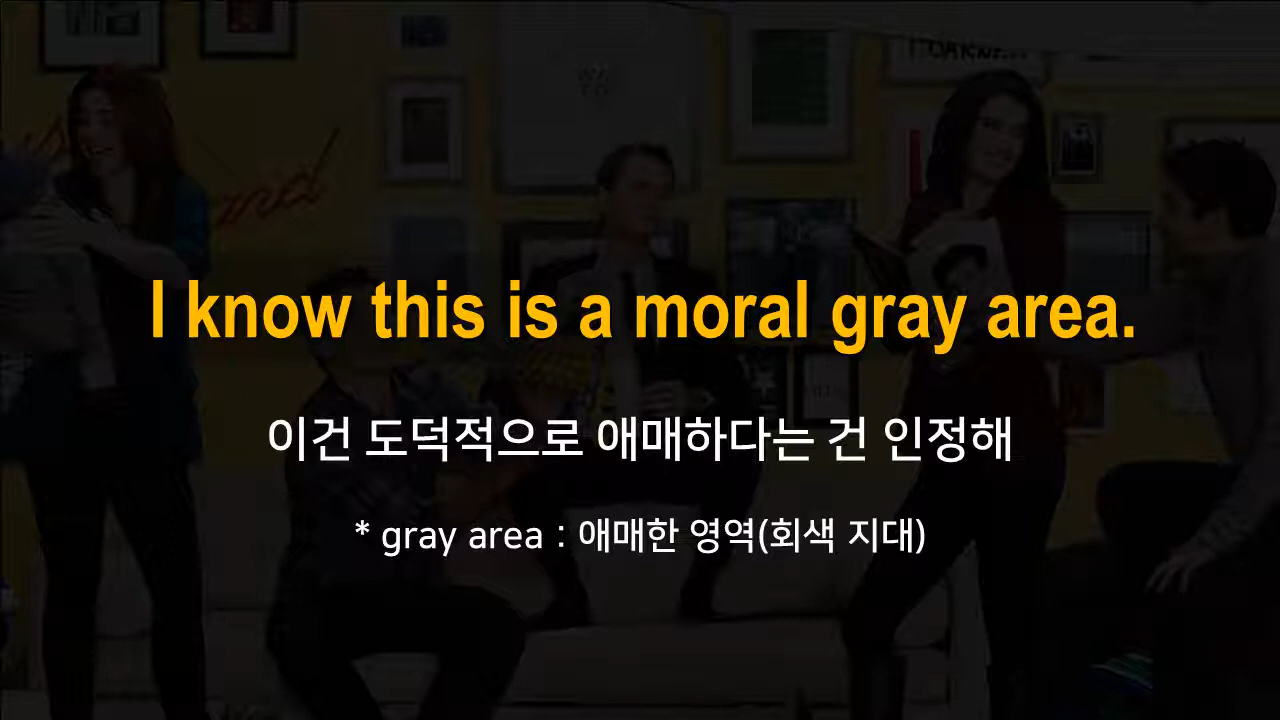 I know this is a moral gray area.
이건 도덕적으로 애매하다는 건 인정해
* gray area : 애매한 영역(회색 지대)